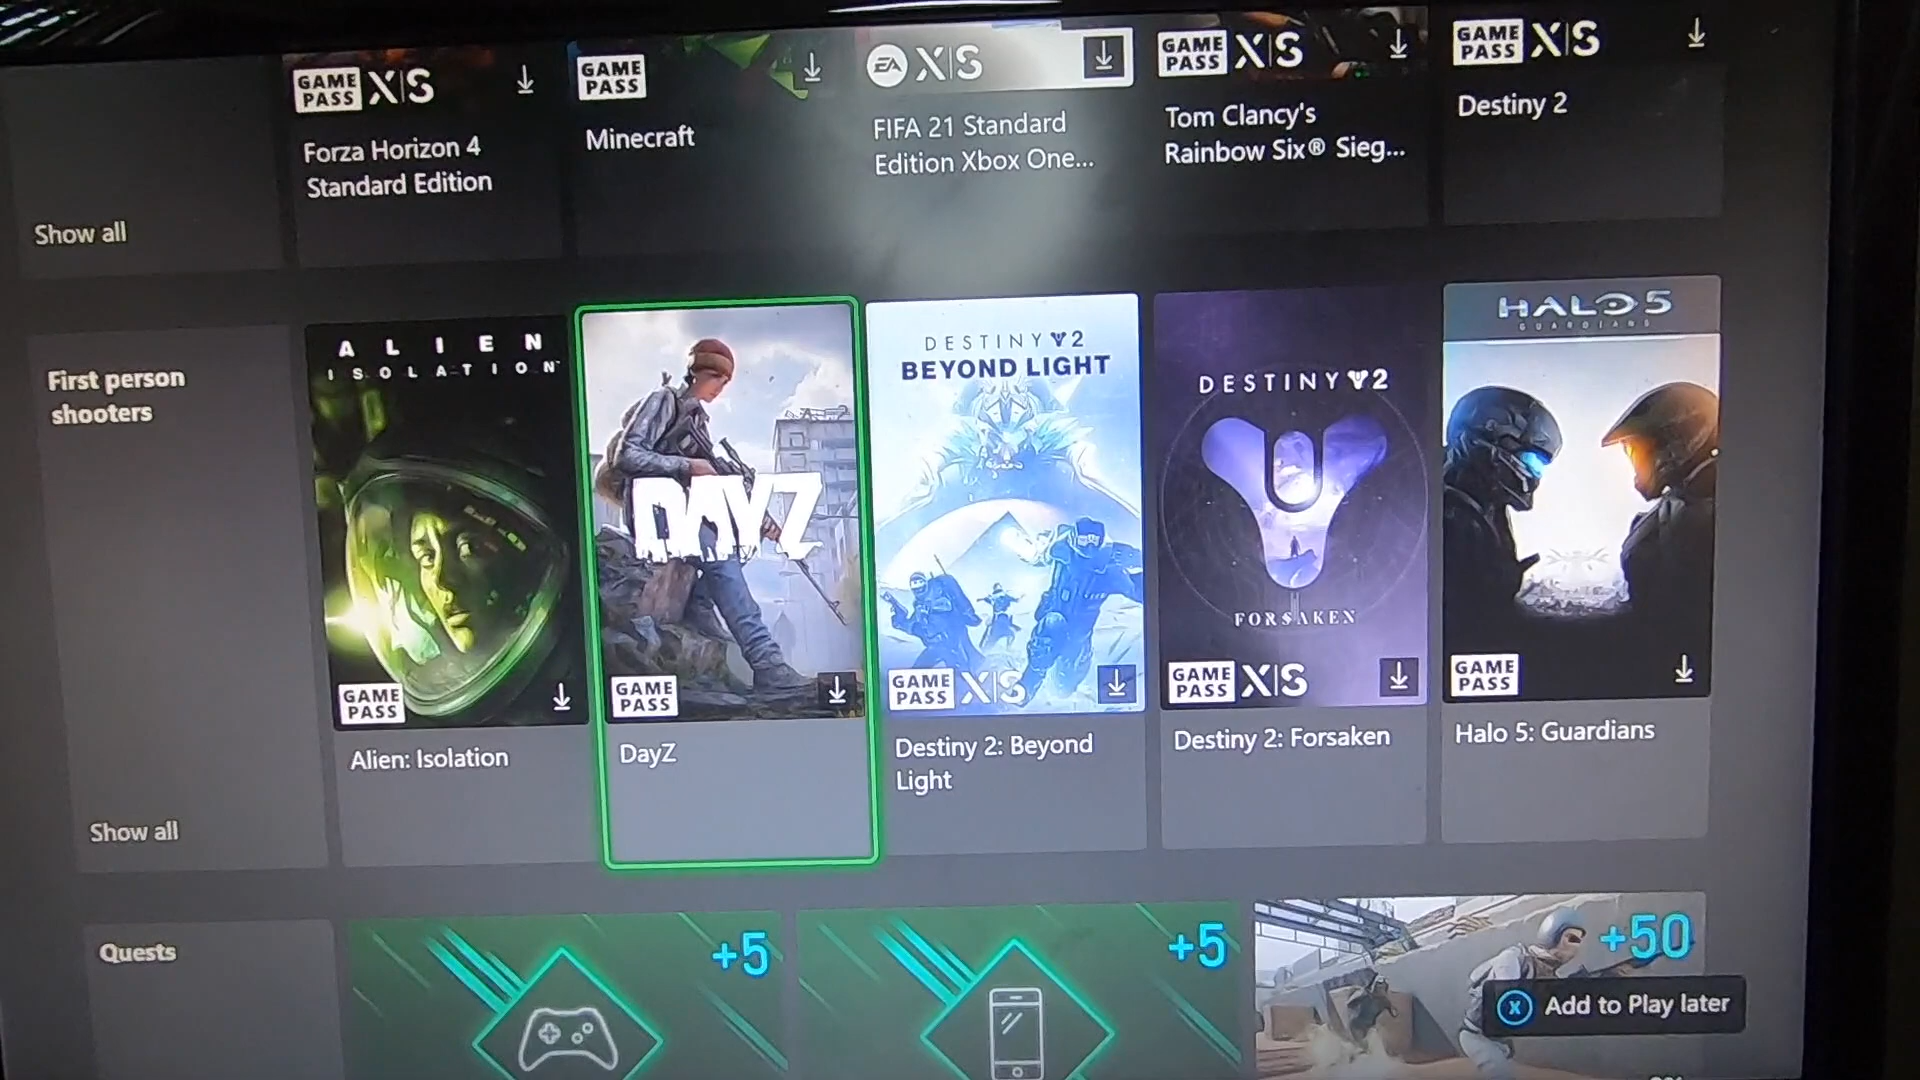 GAME
PASS X|S
Forza Horizon 4
Standard Edition
GAME
PASS
Minecraft
EA X|S
FIFA 21 Standard
Edition Xbox One...
GAME
PASS X|S
Tom Clancy's
Rainbow Six® Sieg...
GAME
PASS X|S
Destiny 2
Show all
First person
shooters
ALIEN
ISOLATION™
GAME
PASS
Alien: Isolation
DAYZ
GAME
PASS
DayZ
DESTINY 2
BEYOND LIGHT
GAME
PASS X|S
Destiny 2: Beyond
Light
DESTINY 2
FORSAKEN
GAME
PASS X|S
Destiny 2: Forsaken
HALO 5
GUARDIANS
GAME
PASS
Halo 5: Guardians
Show all
Quests
+5
+5
+50
X Add to Play later